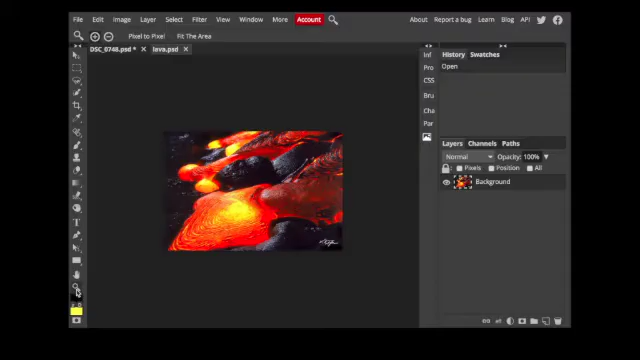 File Edit Image Layer Select Filter View Window More Account About Report a bug Learn Blog API
Pixel to Pixel Fit The Area
DSC_0748.psd * lava.psd
Inf
Pro
CSS
Bru
Cha
Par
History Swatches
Open
Layers Channels Paths
Normal Opacity: 100%
Pixels Position All
Background